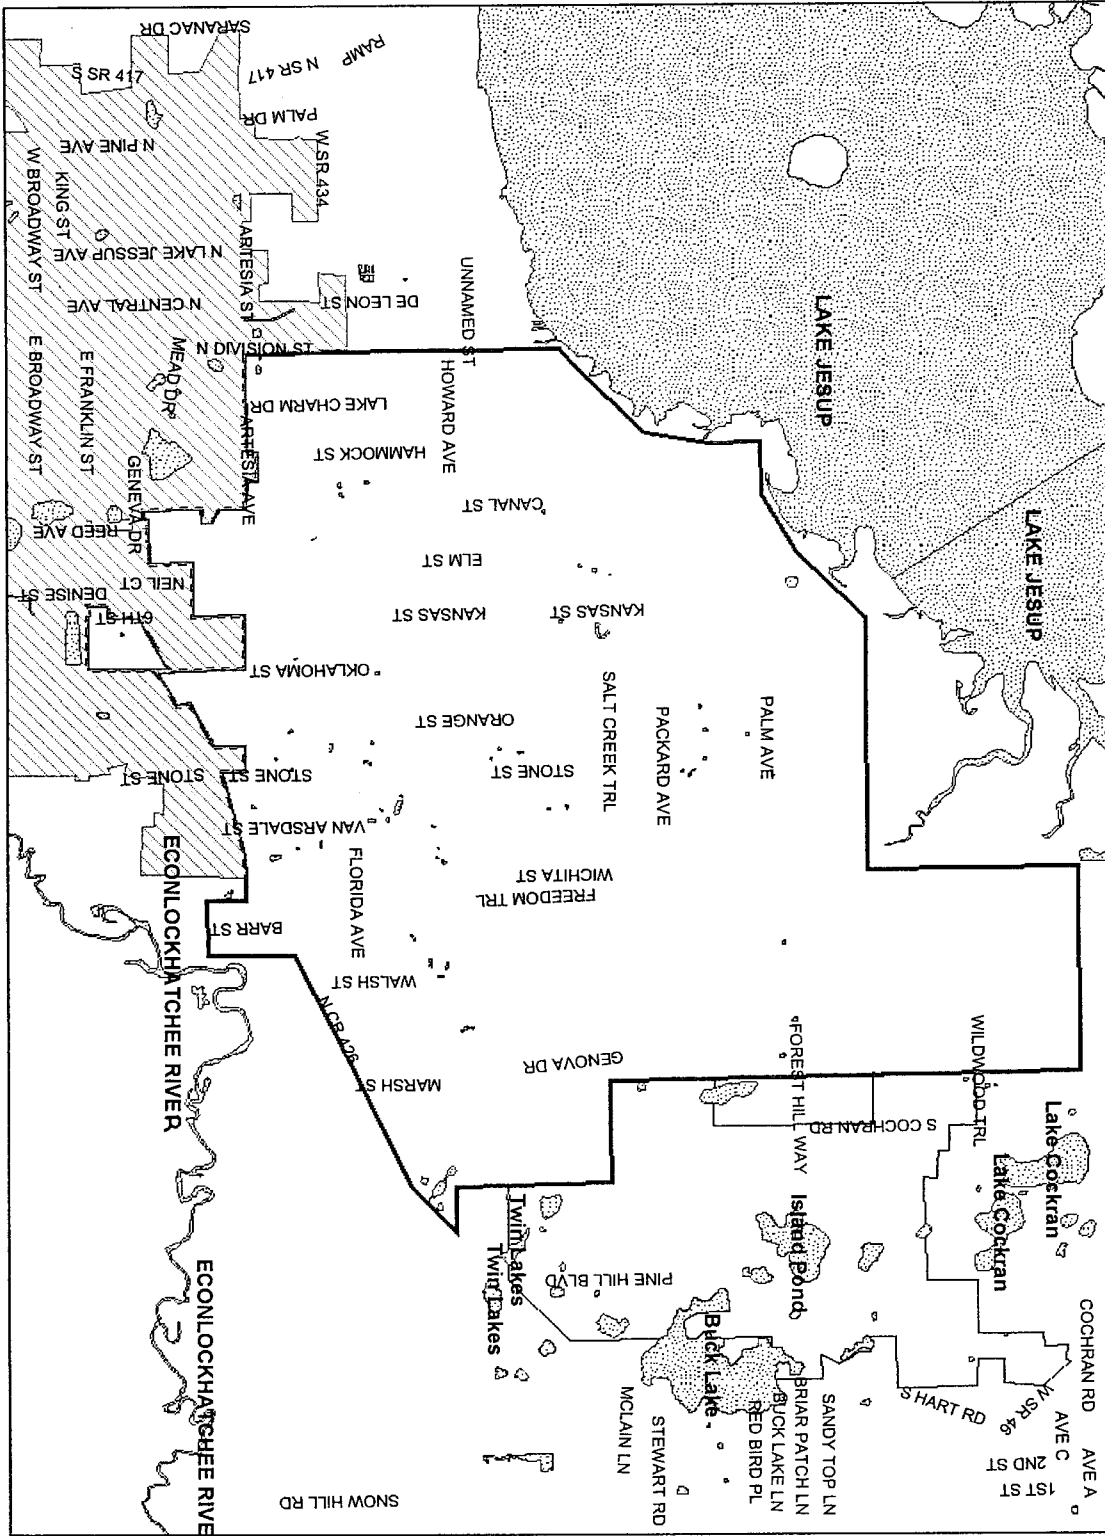 SARANAC DR
S SR 417
N SR 417
RAMP
PALM DR
N PINE AVE
W SR 434
W BROADWAY ST
KING ST
N LAKE JESSUP AVE
ARTESIA ST
N CENTRAL AVE
DE LEON ST
UNNAMED ST
LAKE JESUP
N DIVISION ST
E BROADWAY ST
E FRANKLIN ST
MEAD DR
LAKE CHARM DR
HOWARD AVE
HAMMOCK ST
ARTESIA AVE
GENEVA DR
REED AVE
CANAL ST
LAKE JESUP
ELM ST
NEIL CT
DENISE ST
6TH ST
KANSAS ST
KANSAS ST
OKLAHOMA ST
ORANGE ST
SALT CREEK TRL
PACKARD AVE
PALM AVE
STONE ST
STONE ST
STONE ST
STONE ST
VAN ARSDALE ST
FLORIDA AVE
WICHITA ST
FREEDOM TRL
ECONLOCKHATCHEE RIVER
BARR ST
WALSH ST
N CR 426
MARSH ST
GENOVA DR
FOREST HILL WAY
WILDWOOD TRL
S COCHRAN RD
Lake Cockran
Lake Cockran
Island Pond
Twin Lakes
Twin Lakes
PINE HILL BLVD
Buck Lake
ECONLOCKHATCHEE RIVE
MCLAIN LN
STEWART RD
RED BIRD PL
BUCK LAKE LN
BRIAR PATCH LN
SANDY TOP LN
S HART RD
W SR 46
COCHRAN RD
AVE C
AVE A
2ND ST
1ST ST
SNOW HILL RD